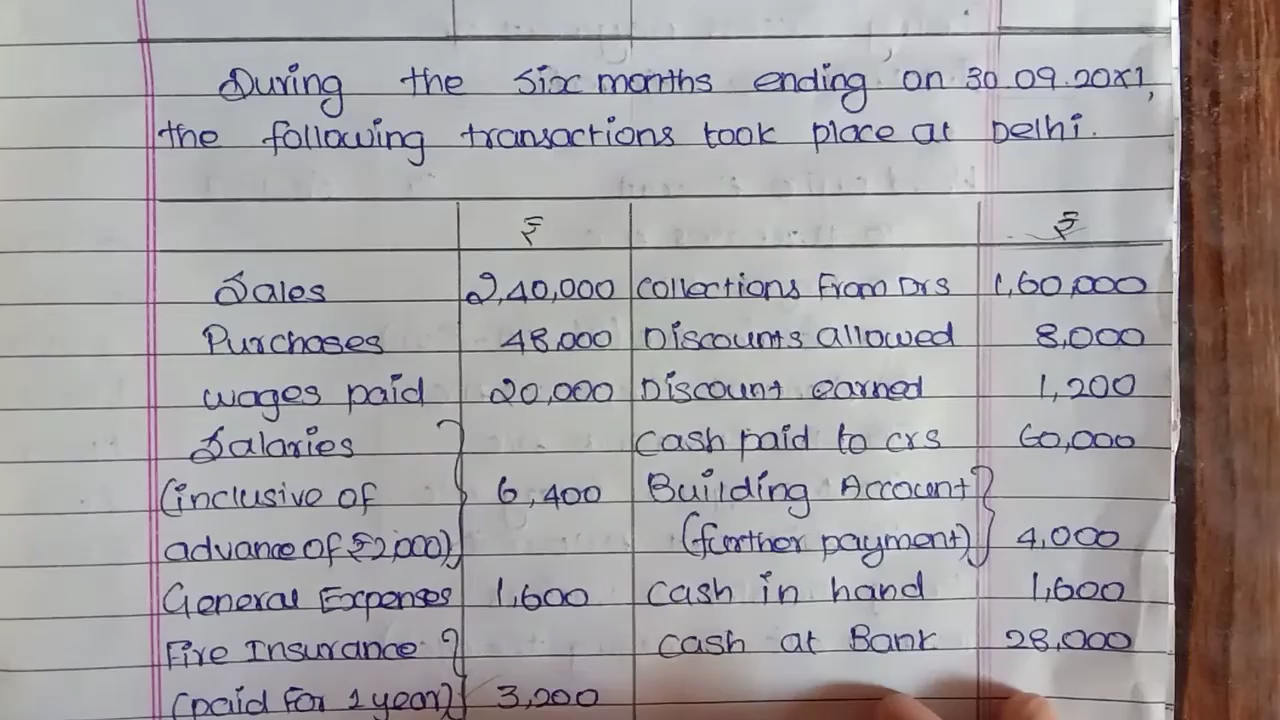 During the six months ending on 30.09.20x1,
the following transactions took place at Delhi.
₹ ₹
Sales 2,40,000 Collections From Drs 1,60,000
Purchases 48,000 Discounts allowed 8,000
wages paid 20,000 Discount earned 1,200
Salaries Cash paid to crs 60,000
(inclusive of 6,400 Building Account
advance of ₹2,000) (further payment) 4,000
General Expenses 1,600 Cash in hand 1,600
Fire Insurance Cash at Bank 28,000
(paid for 1 year) 3,200